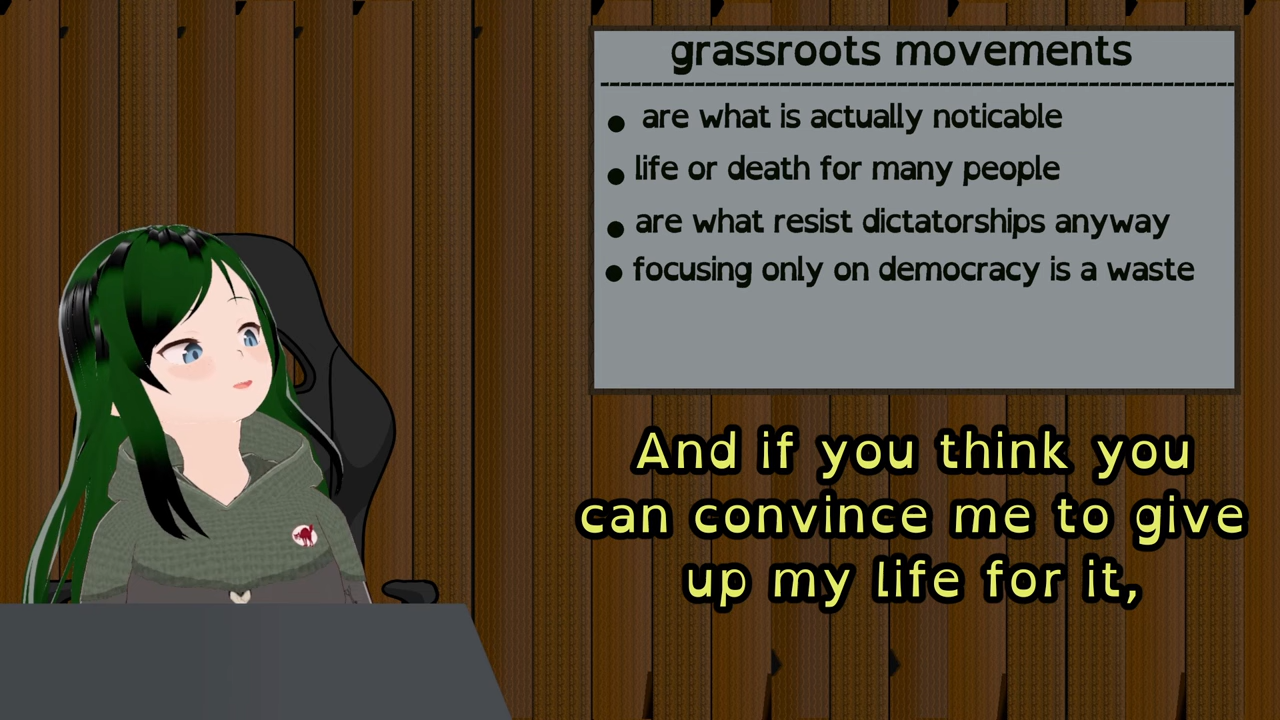 grassroots movements
• are what is actually noticable
• life or death for many people
• are what resist dictatorships anyway
• focusing only on democracy is a waste
And if you think you
can convince me to give
up my life for it,